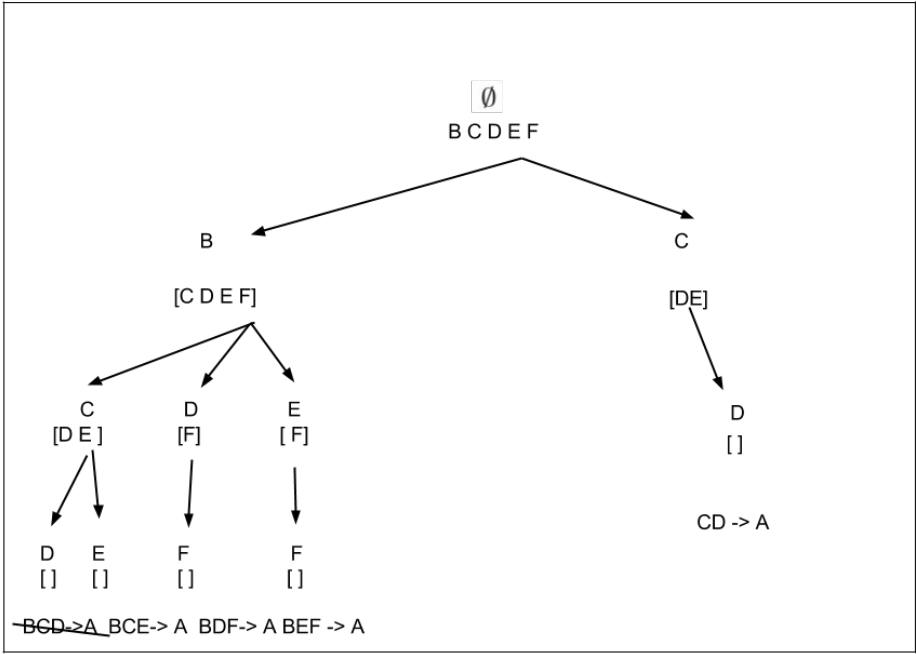 ∅
B C D E F
B C
[C D E F] [DE]
C D E
[D E ] [F] [ F] D
[ ]
CD -> A
D E F F
[ ] [ ] [ ] [ ]
BCD->A BCE-> A BDF-> A BEF -> A